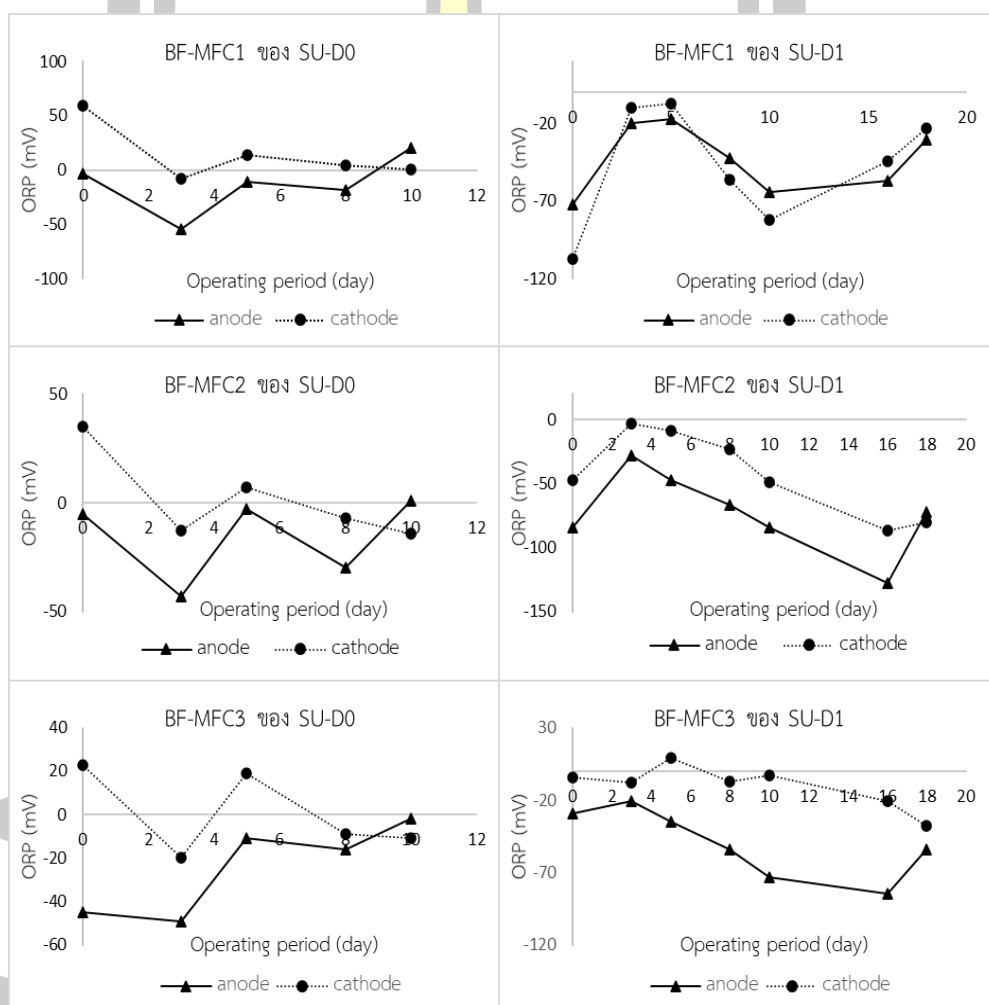 BF-MFC1 ของ SU-D0
ORP (mV)
100
50
0
-50
-100
0 2 4 6 8 10 12
Operating period (day)
anode cathode
BF-MFC1 ของ SU-D1
ORP (mV)
-20
-70
-120
0 5 10 15 20
Operating period (day)
anode cathode
BF-MFC2 ของ SU-D0
ORP (mV)
50
0
-50
0 2 4 6 8 10 12
Operating period (day)
anode cathode
BF-MFC2 ของ SU-D1
ORP (mV)
0
-50
-100
-150
0 2 4 6 8 10 12 14 16 18 20
Operating period (day)
anode cathode
BF-MFC3 ของ SU-D0
ORP (mV)
40
20
0
-20
-40
-60
0 2 4 6 8 10 12
Operating period (day)
anode cathode
BF-MFC3 ของ SU-D1
ORP (mV)
30
-20
-70
-120
0 2 4 6 8 10 12 14 16 18 20
Operating period (day)
anode cathode